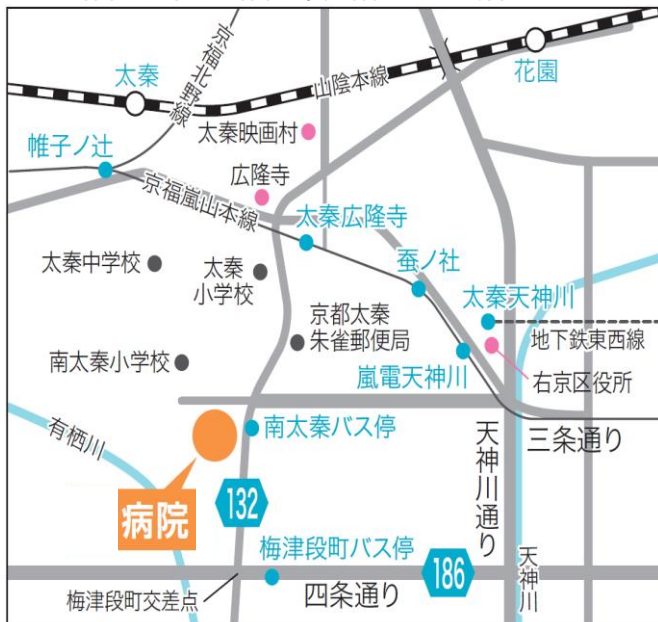 京福北野線
太秦
山陰本線
花園
太秦映画村
帷子ノ辻
広隆寺
京福嵐山本線
太秦広隆寺
太秦中学校
太秦
小学校
蚕ノ社
太秦天神川
京都太秦
朱雀郵便局
地下鉄東西線
南太秦小学校
嵐電天神川
右京区役所
有栖川
南太秦バス停
天神川通り
三条通り
病院
132
梅津段町バス停
186
天神川
梅津段町交差点
四条通り